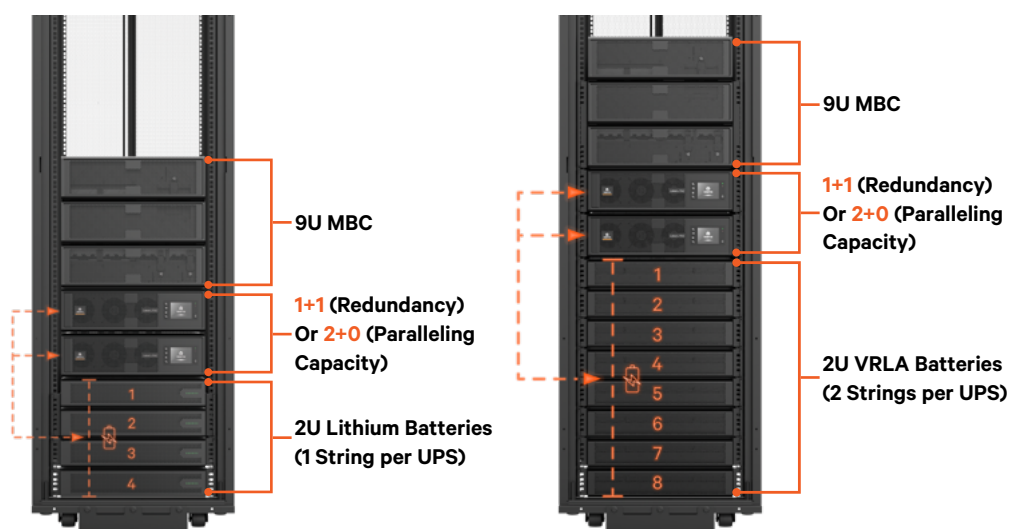 9U MBC
1+1 (Redundancy)
Or 2+0 (Paralleling
Capacity)
1
2
3
4
2U Lithium Batteries
(1 String per UPS)
9U MBC
1+1 (Redundancy)
Or 2+0 (Paralleling
Capacity)
1
2
3
4
5
6
7
8
2U VRLA Batteries
(2 Strings per UPS)